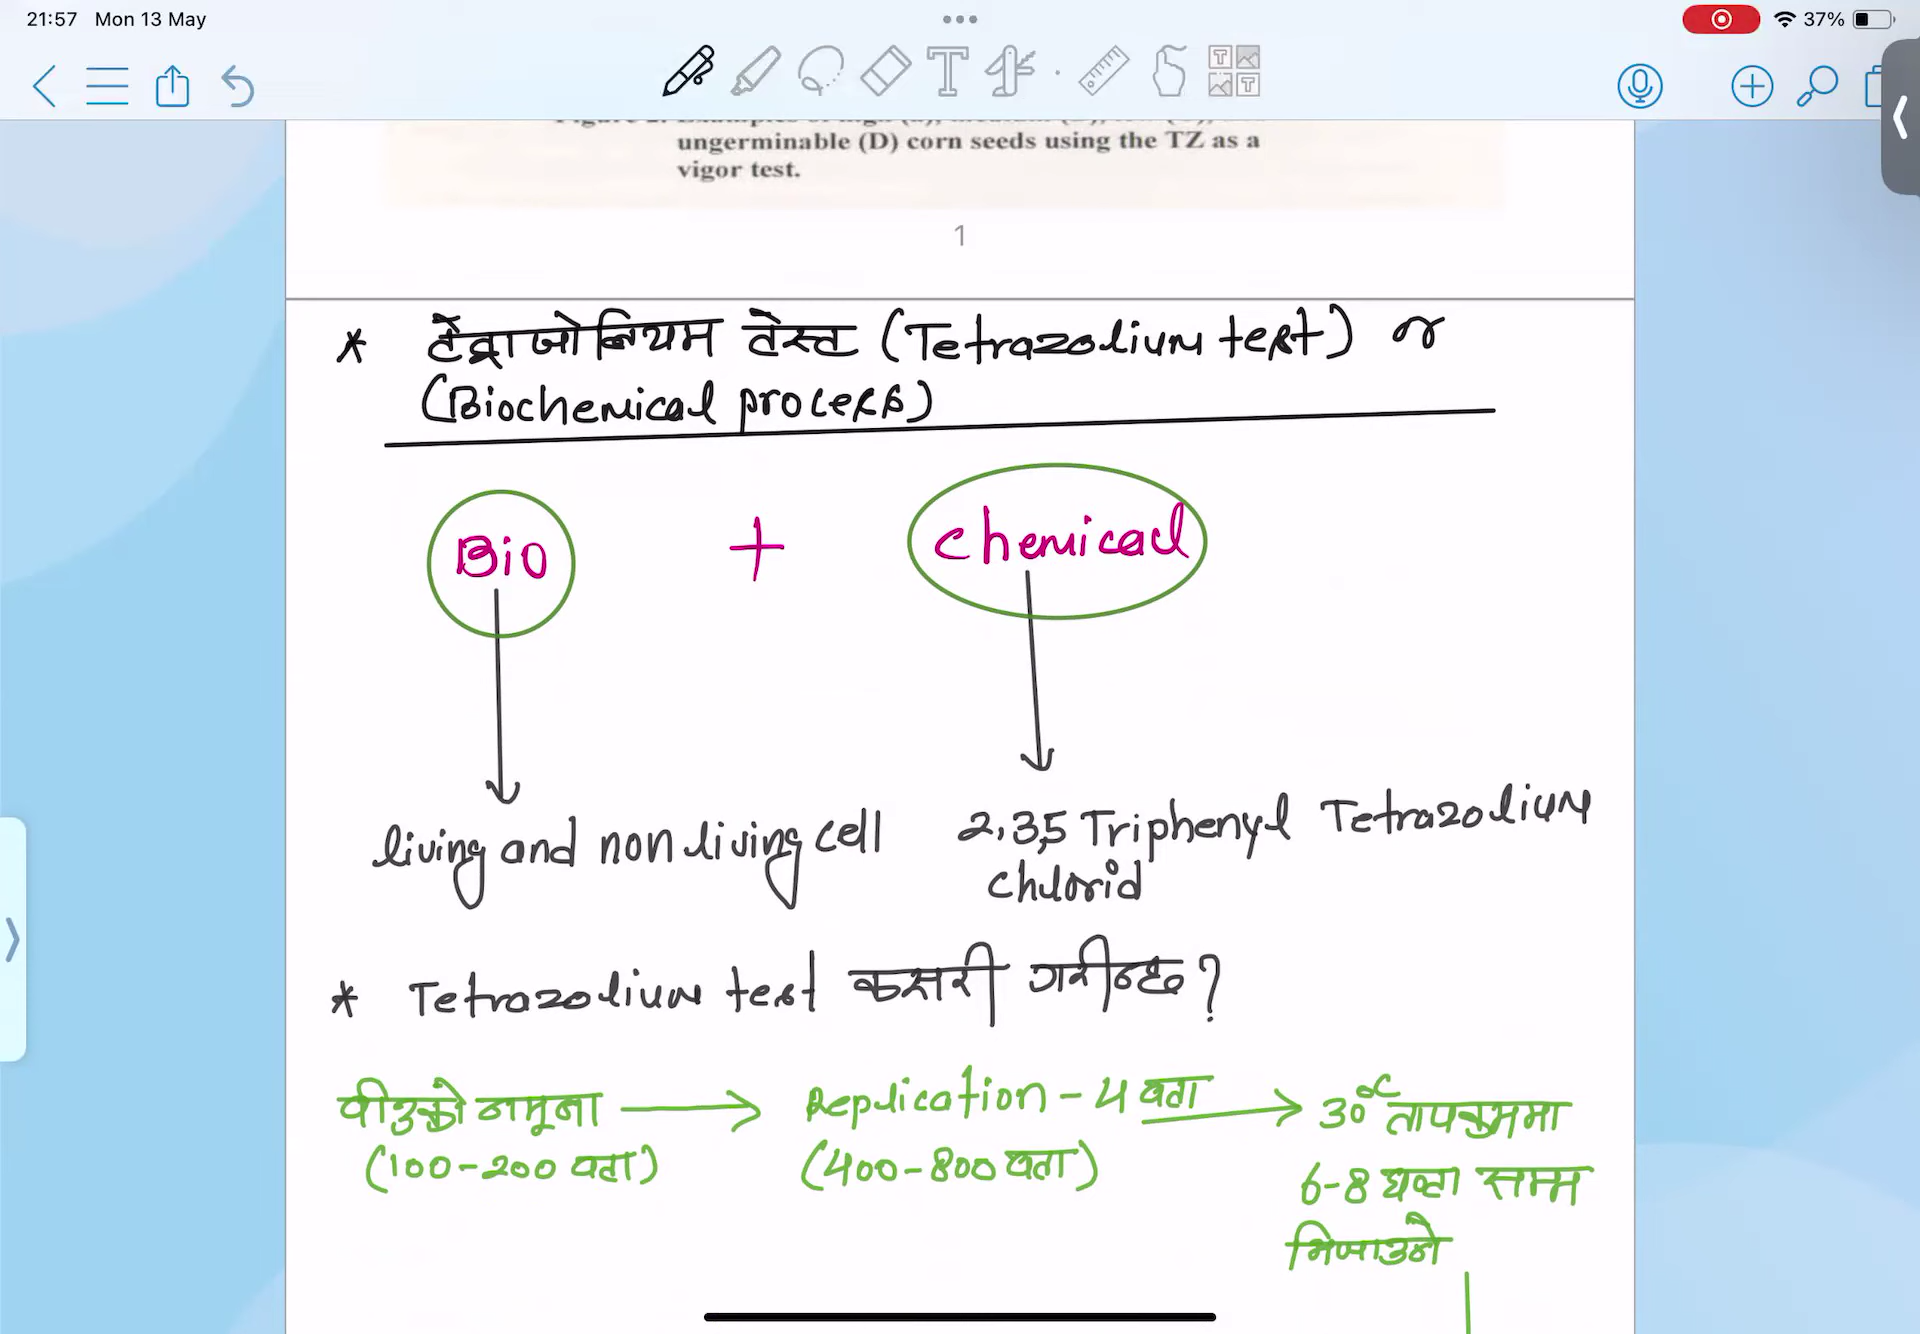 21:57 Mon 13 May
37%
ungerminable (D) corn seeds using the TZ as a
vigor test.
1
* टेट्राजोनियम टेस्ट (Tetrazolium test) or
(Biochemical process)
Bio + chemical
living and non living cell
2,3,5 Triphenyl Tetrazolium
chlorid
* Tetrazolium test कसरी गरीन्छ?
वीउको नमूना → Replication - 4 वटा → 30°C तापक्रममा
(100-200 वटा) (400-800 वटा) 6-8 घण्टा सम्म
भिजाउने